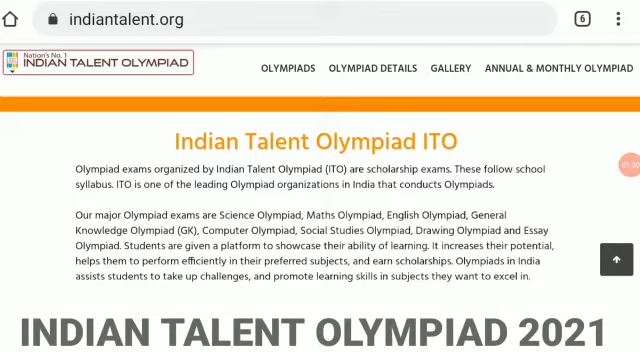 indiantalent.org
6
Nation's No. 1
INDIAN TALENT OLYMPIAD
OLYMPIADS OLYMPIAD DETAILS GALLERY ANNUAL & MONTHLY OLYMPIAD
Indian Talent Olympiad ITO
01:30
Olympiad exams organized by Indian Talent Olympiad (ITO) are scholarship exams. These follow school
syllabus. ITO is one of the leading Olympiad organizations in India that conducts Olympiads.
Our major Olympiad exams are Science Olympiad, Maths Olympiad, English Olympiad, General
Knowledge Olympiad (GK), Computer Olympiad, Social Studies Olympiad, Drawing Olympiad and Essay
Olympiad. Students are given a platform to showcase their ability of learning. It increases their potential,
helps them to perform efficiently in their preferred subjects, and earn scholarships. Olympiads in India
assists students to take up challenges, and promote learning skills in subjects they want to excel in.
INDIAN TALENT OLYMPIAD 2021